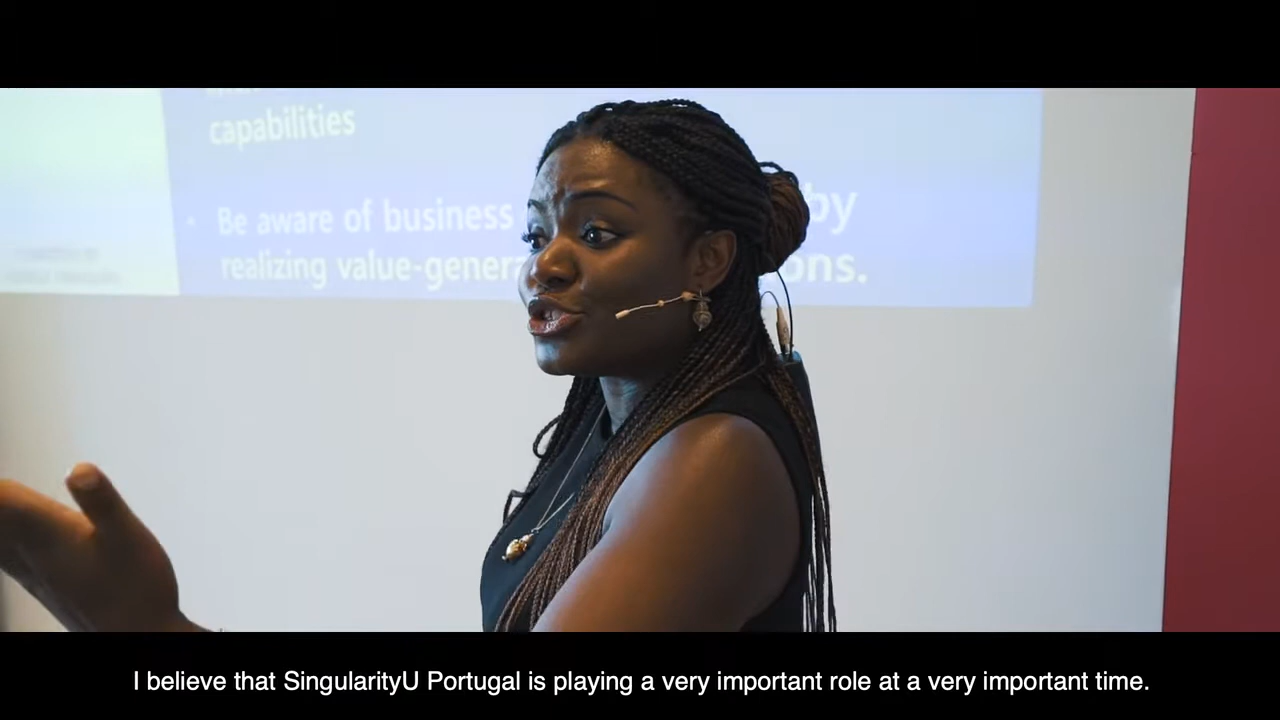 capabilities
Be aware of business by
realizing value-genera ons.
I believe that SingularityU Portugal is playing a very important role at a very important time.